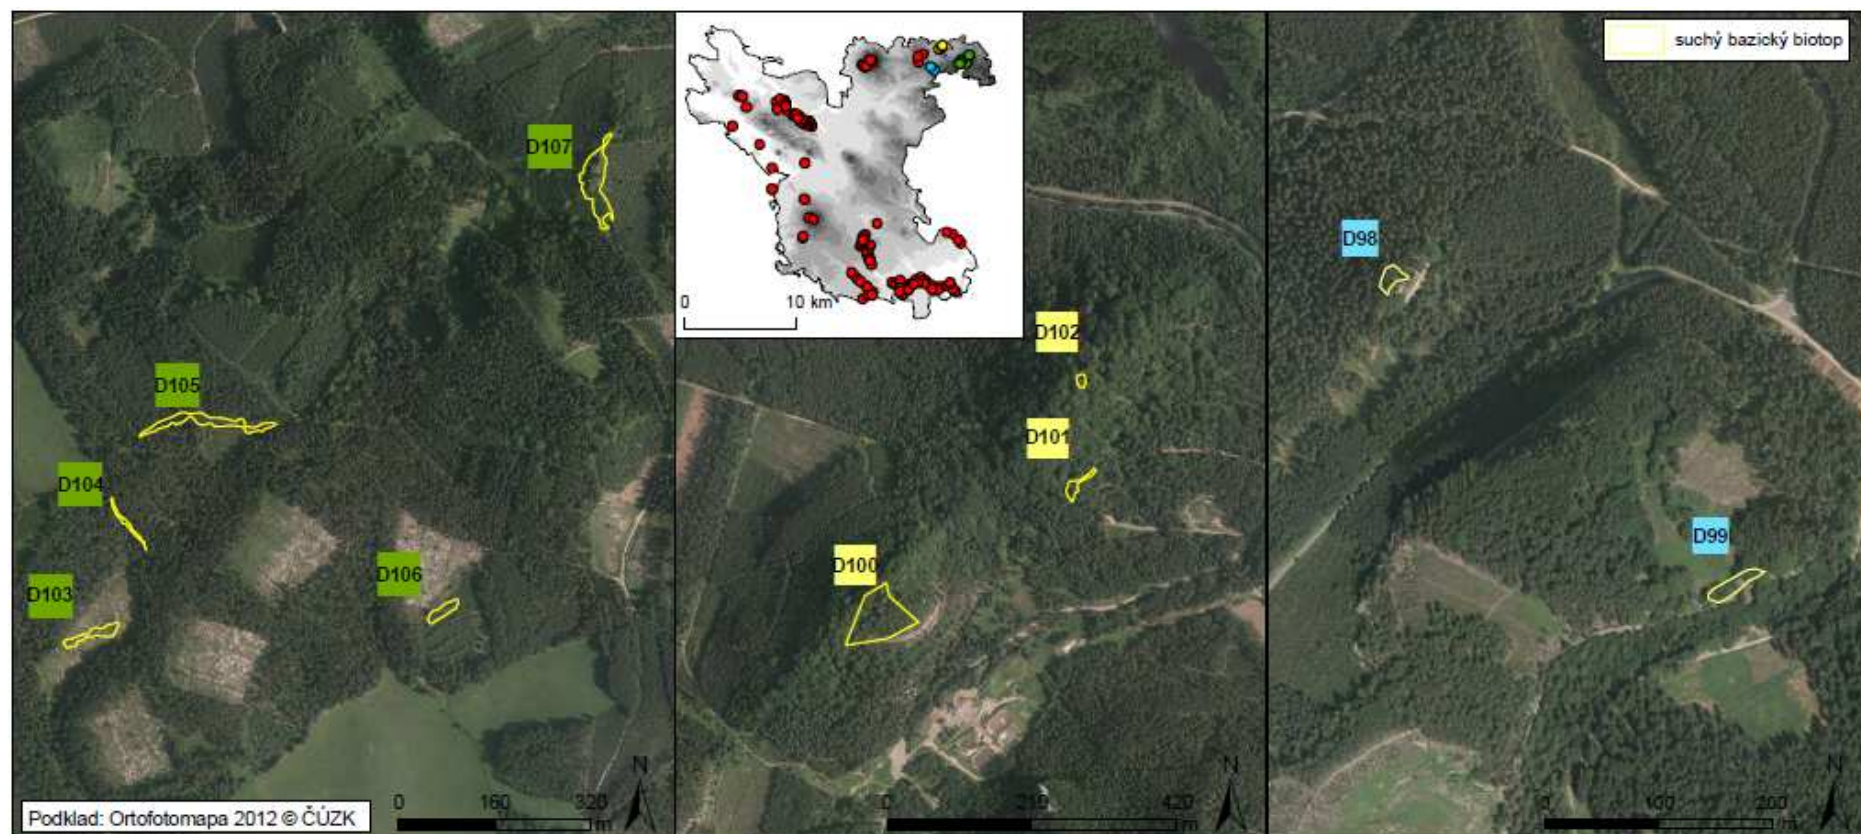 suchý bazický biotop
D107
D105
D104
D103
D106
0 160 320
m
N
Podklad: Ortofotomapa 2012 © ČÚZK
0 10 km
D102
D101
D100
0 210 420
m
N
D98
D99
0 100 200
m
N